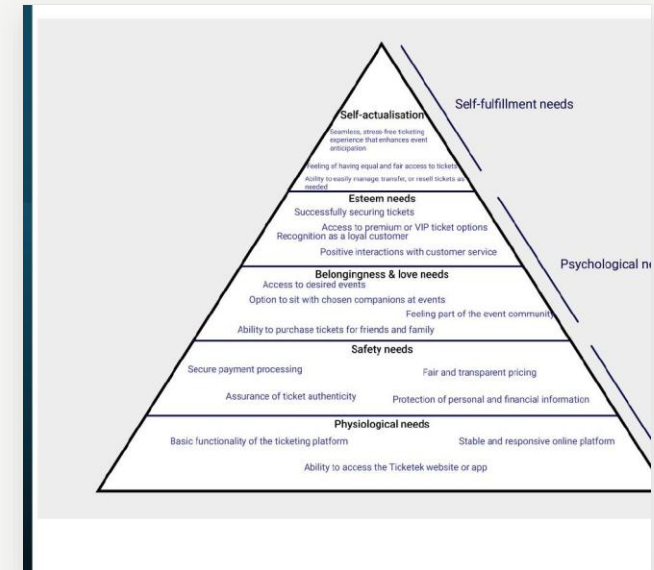 Self-fulfillment needs
Self-actualisation
Seamless, stress-free ticketing
experience that enhances event
anticipation
Feeling of having equal and fair access to tickets
Ability to easily manage, transfer, or resell tickets as
needed
Esteem needs
Successfully securing tickets
Access to premium or VIP ticket options
Recognition as a loyal customer
Positive interactions with customer service
Psychological
Belongingness & love needs
Access to desired events
Option to sit with chosen companions at events
Feeling part of the event community
Ability to purchase tickets for friends and family
Safety needs
Secure payment processing
Fair and transparent pricing
Assurance of ticket authenticity
Protection of personal and financial information
Physiological needs
Basic functionality of the ticketing platform
Stable and responsive online platform
Ability to access the Ticketek website or app